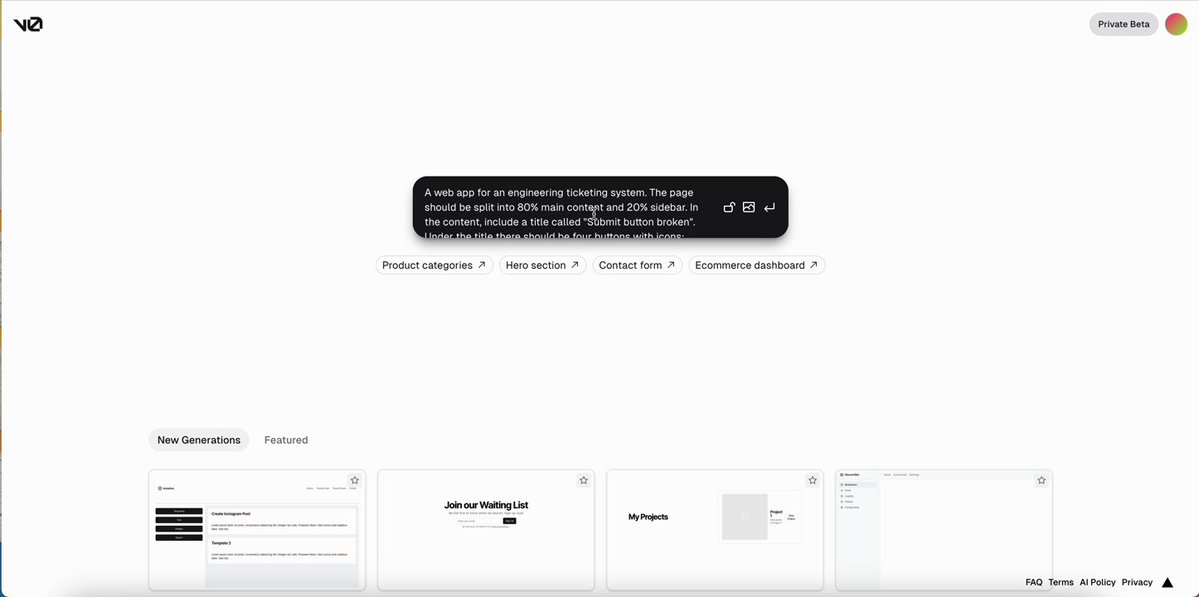 v0
Private Beta
A web app for an engineering ticketing system. The page
should be split into 80% main content and 20% sidebar. In
the content, include a title called "Submit button broken".
Under the title there should be four buttons with icons:
Product categories
Hero section
Contact form
Ecommerce dashboard
New Generations
Featured
Create Instagram Post
Template 2
Join our Waiting List
My Projects
Project
FAQ Terms AI Policy Privacy